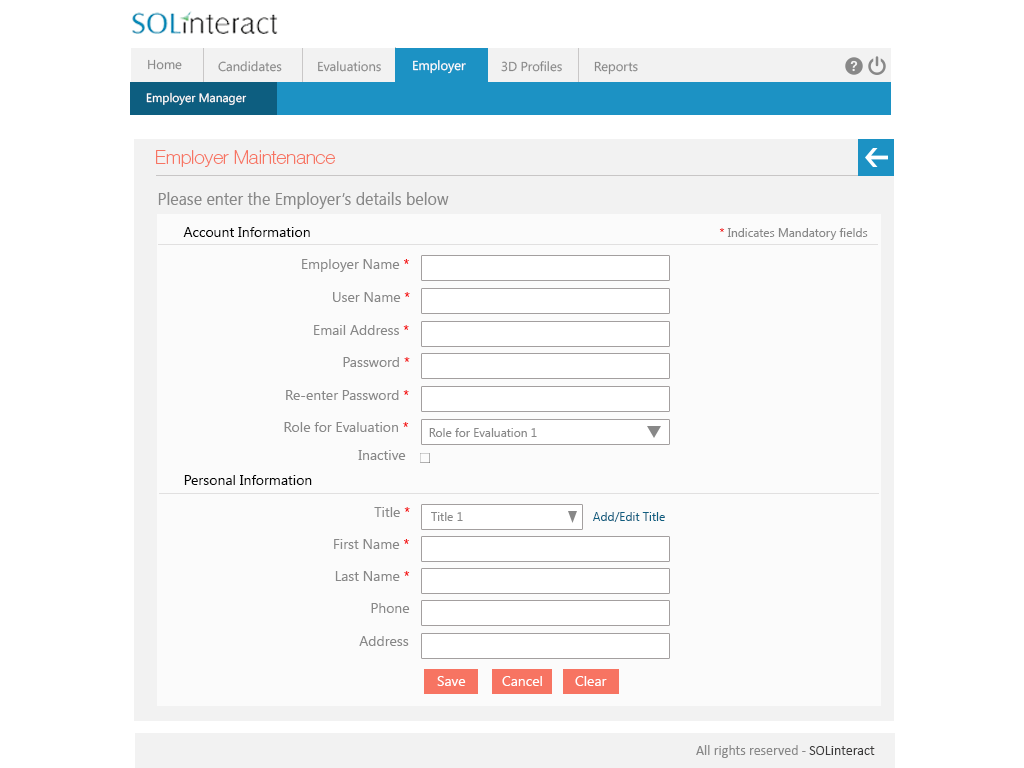 SOLinteract
Home Candidates Evaluations Employer 3D Profiles Reports ?
Employer Manager
Employer Maintenance
Please enter the Employer's details below
Account Information * Indicates Mandatory fields
Employer Name *
User Name *
Email Address *
Password *
Re-enter Password *
Role for Evaluation * Role for Evaluation 1
Inactive
Personal Information
Title * Title 1 Add/Edit Title
First Name *
Last Name *
Phone
Address
Save Cancel Clear
All rights reserved - SOLinteract